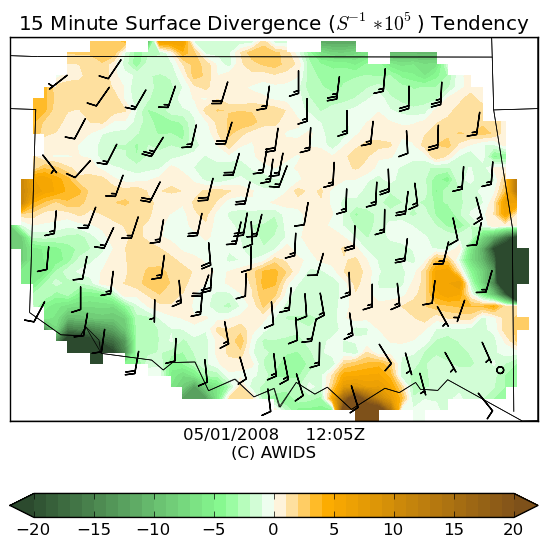 15 Minute Surface Divergence (S⁻¹ *10⁵ ) Tendency
05/01/2008 12:05Z
(C) AWIDS
−20 −15 −10 −5 0 5 10 15 20